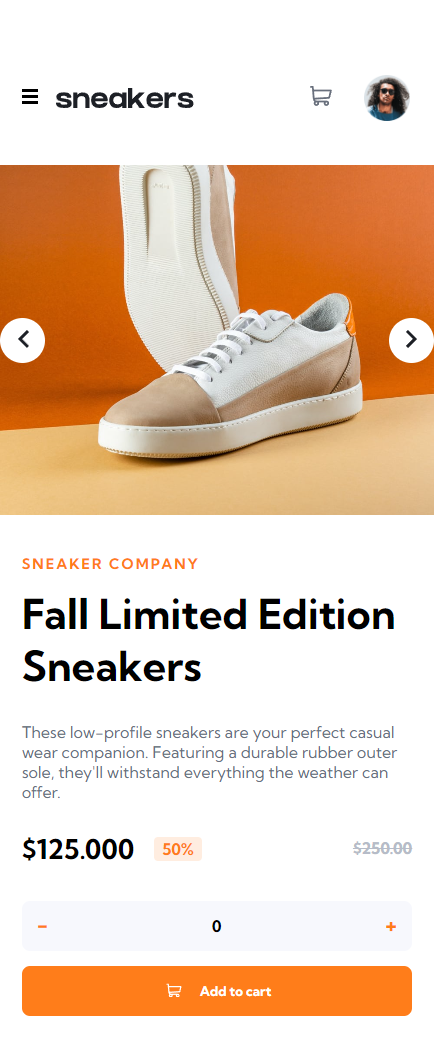 sneakers
SNEAKER COMPANY
Fall Limited Edition
Sneakers
These low-profile sneakers are your perfect casual
wear companion. Featuring a durable rubber outer
sole, they'll withstand everything the weather can
offer.
$125.000 50% $250.00
− 0 +
Add to cart